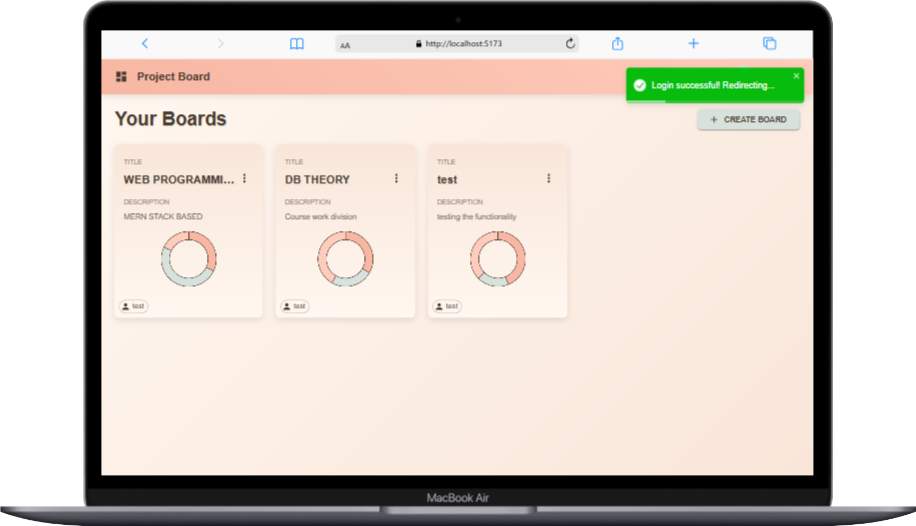 AA
http://localhost:5173
Project Board
Login successful! Redirecting...
Your Boards
+ CREATE BOARD
TITLE
WEB PROGRAMMI...
DESCRIPTION
MERN STACK BASED
test
TITLE
DB THEORY
DESCRIPTION
Course work division
test
TITLE
test
DESCRIPTION
testing the functionality
test
MacBook Air